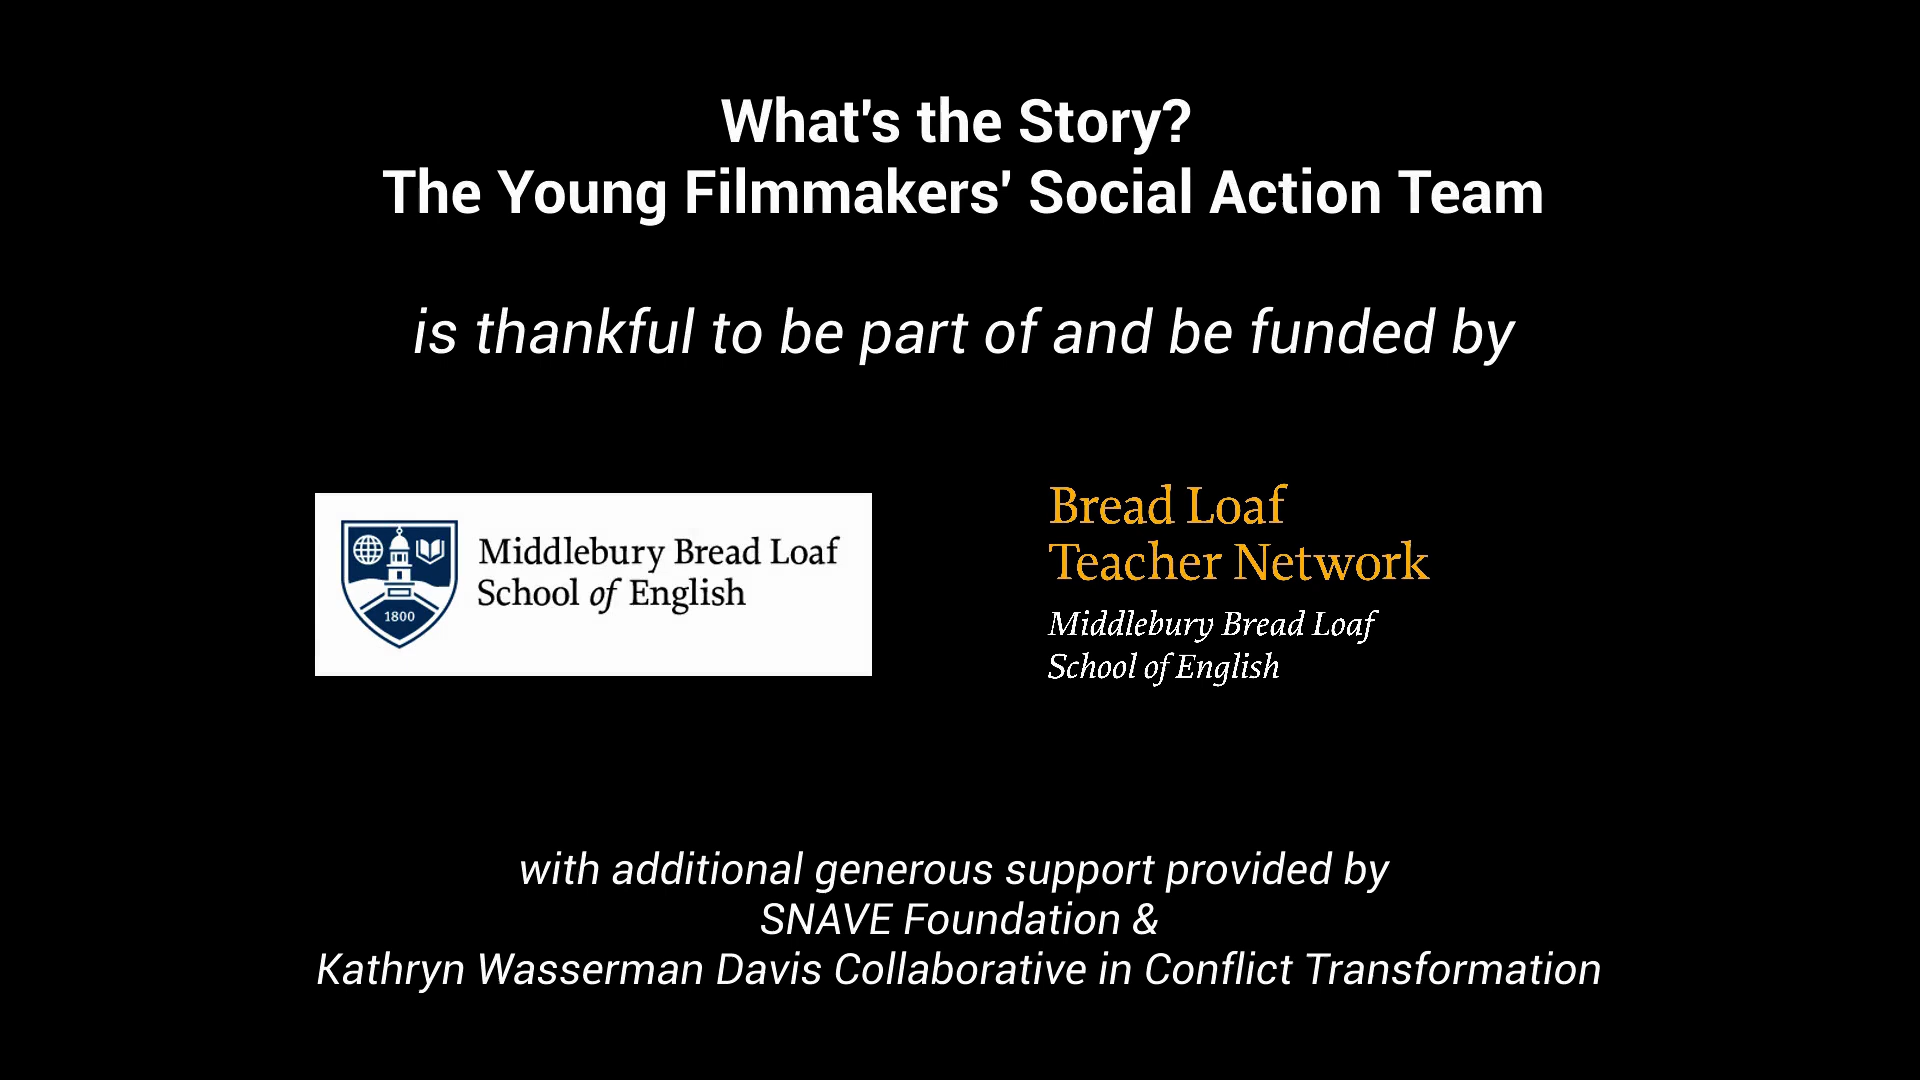 What's the Story?
The Young Filmmakers' Social Action Team
is thankful to be part of and be funded by
1800
Middlebury Bread Loaf
School of English
Bread Loaf
Teacher Network
Middlebury Bread Loaf
School of English
with additional generous support provided by
SNAVE Foundation &
Kathryn Wasserman Davis Collaborative in Conflict Transformation